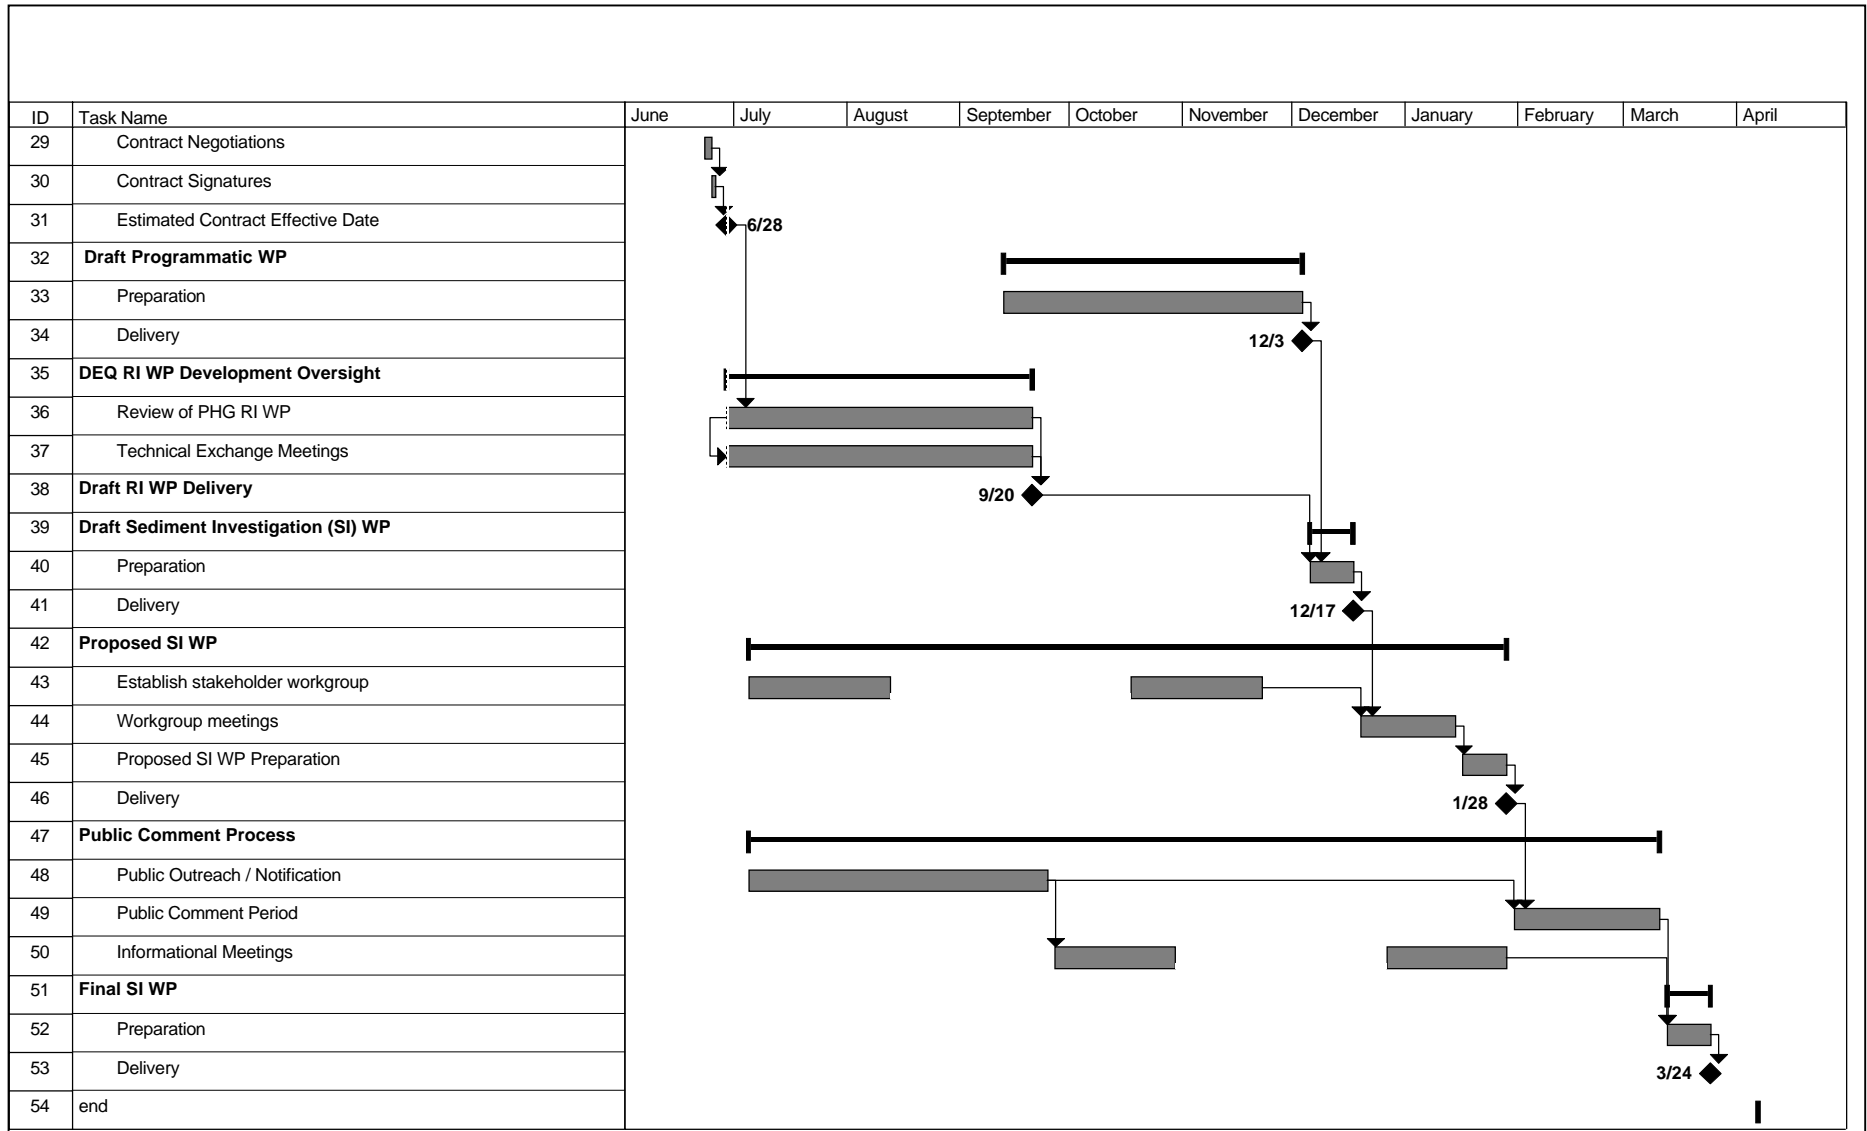 ID Task Name June July August September October November December January February March April
29 Contract Negotiations
30 Contract Signatures
31 Estimated Contract Effective Date 6/28
32 Draft Programmatic WP
33 Preparation
34 Delivery 12/3
35 DEQ RI WP Development Oversight
36 Review of PHG RI WP
37 Technical Exchange Meetings
38 Draft RI WP Delivery 9/20
39 Draft Sediment Investigation (SI) WP
40 Preparation
41 Delivery 12/17
42 Proposed SI WP
43 Establish stakeholder workgroup
44 Workgroup meetings
45 Proposed SI WP Preparation
46 Delivery 1/28
47 Public Comment Process
48 Public Outreach / Notification
49 Public Comment Period
50 Informational Meetings
51 Final SI WP
52 Preparation
53 Delivery 3/24
54 end